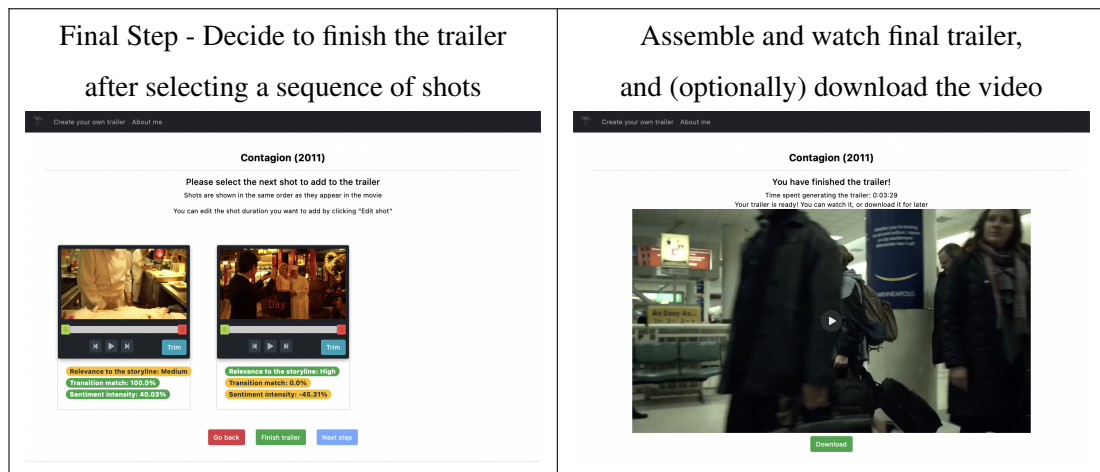 Final Step - Decide to finish the trailer
after selecting a sequence of shots
Create your own trailer About me
Contagion (2011)
Please select the next shot to add to the trailer
Shots are shown in the same order as they appear in the movie
You can edit the shot duration you want to add by clicking "Edit shot"
Day
Trim
Trim
Relevance to the storyline: Medium
Transition match: 100.0%
Sentiment intensity: 40.03%
Relevance to the storyline: High
Transition match: 0.0%
Sentiment intensity: -45.31%
Go back
Finish trailer
Next step
Assemble and watch final trailer,
and (optionally) download the video
Create your own trailer About me
Contagion (2011)
You have finished the trailer!
Time spent generating the trailer: 0:03:29
Your trailer is ready! You can watch it, or download it for later
As Easy As...
MINNEAPOLIS
Download